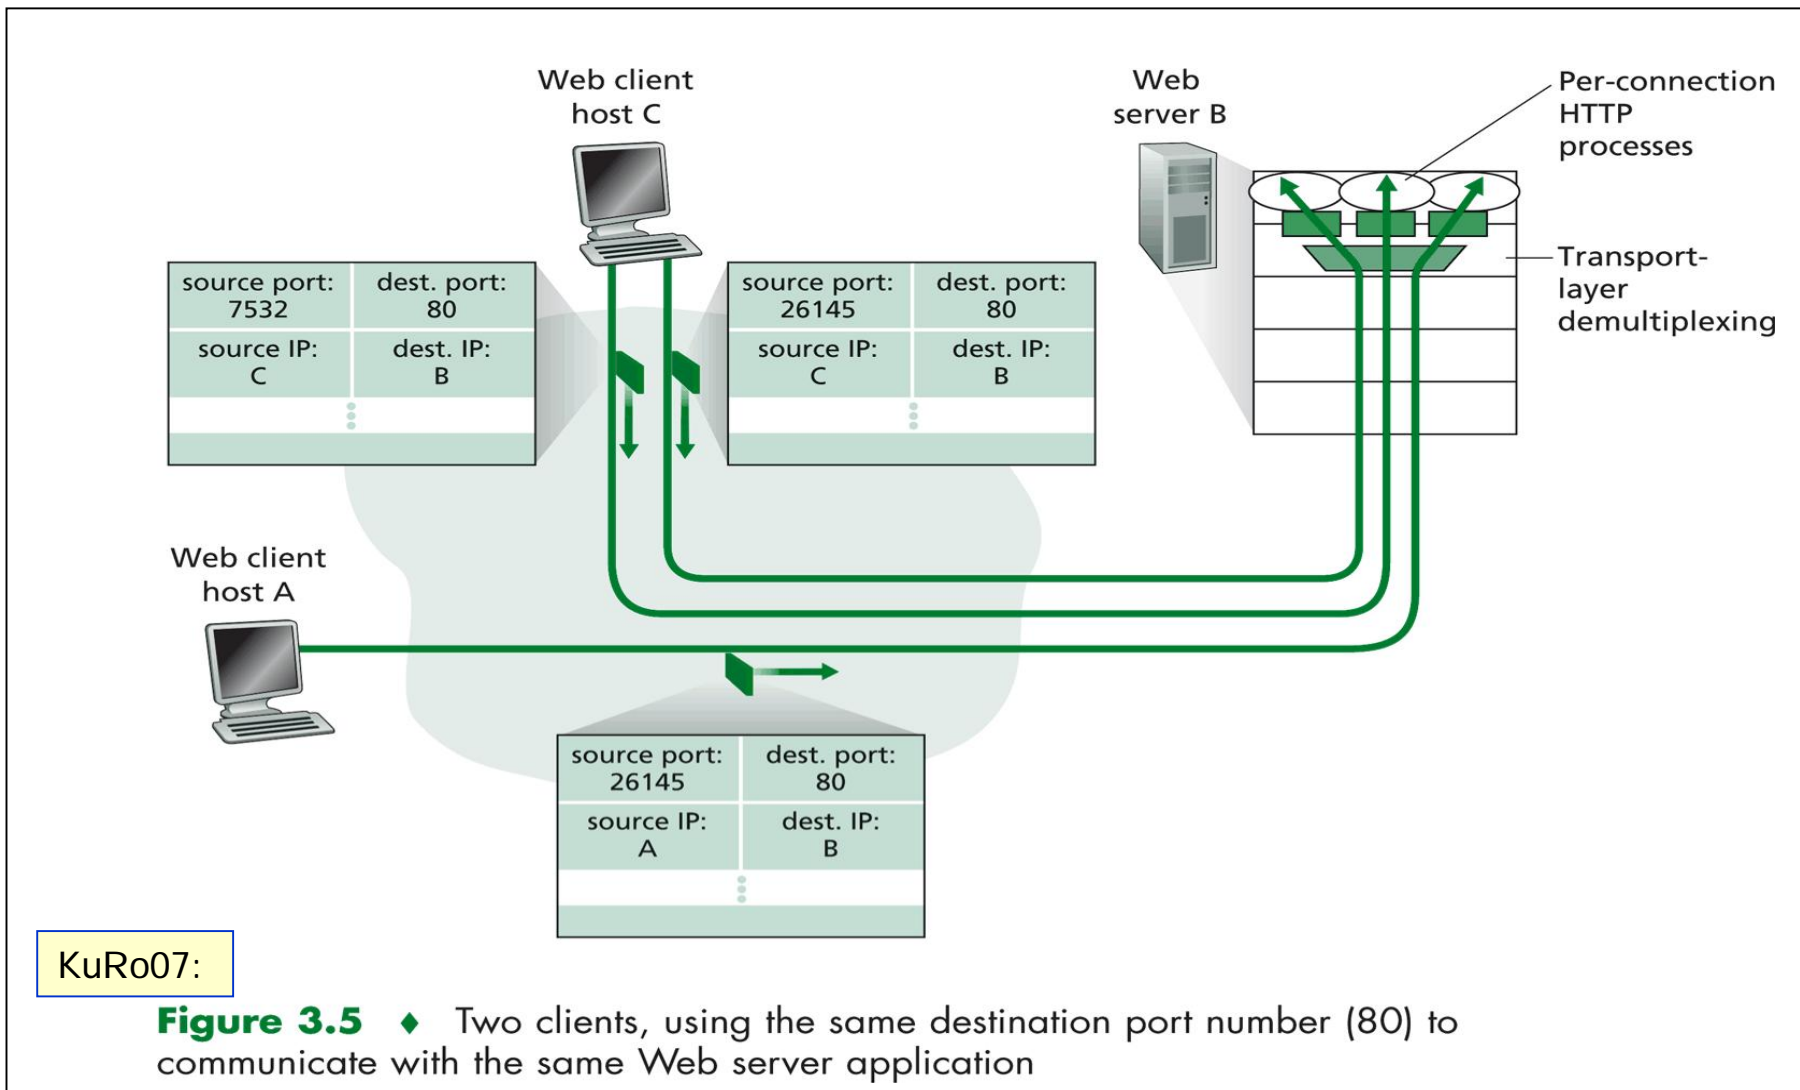 Web client
host C
Web
server B
Per-connection
HTTP
processes
source port:
7532
dest. port:
80
source IP:
C
dest. IP:
B
source port:
26145
dest. port:
80
source IP:
C
dest. IP:
B
Transport-
layer
demultiplexing
Web client
host A
source port:
26145
dest. port:
80
source IP:
A
dest. IP:
B
KuRo07:
Figure 3.5 ♦ Two clients, using the same destination port number (80) to
communicate with the same Web server application